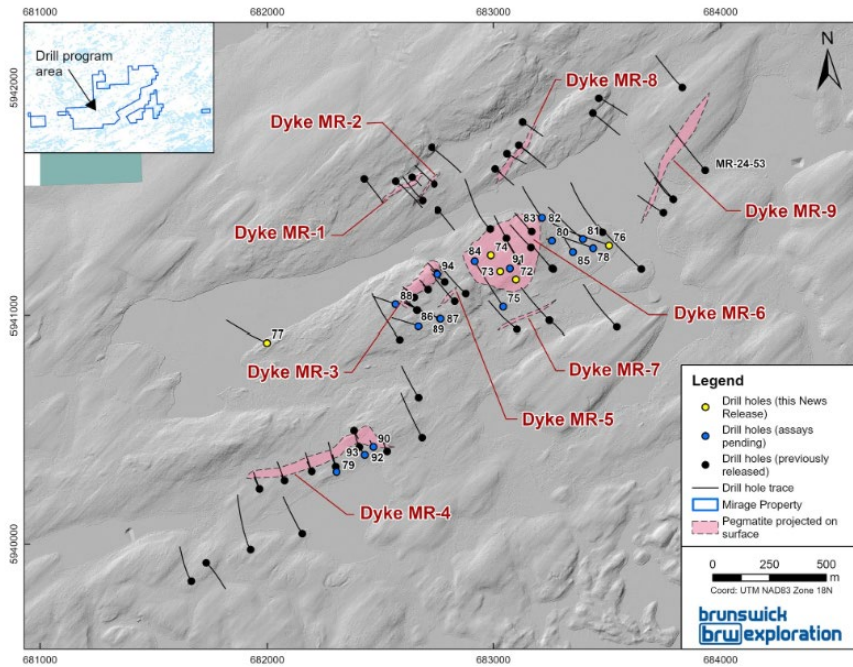 681000
682000
683000
684000
5942000
5941000
5940000
Drill program
area
N
Dyke MR-8
Dyke MR-2
MR-24-53
Dyke MR-1
Dyke MR-9
83
82
80
81
76
84
74
85
78
94
73
91
72
88
75
77
86
87
89
Dyke MR-6
Dyke MR-3
Dyke MR-7
Dyke MR-5
90
93
92
79
Dyke MR-4
Legend
Drill holes (this News
Release)
Drill holes (assays
pending)
Drill holes (previously
released)
Drill hole trace
Mirage Property
Pegmatite projected on
surface
0 250 500
m
Coord: UTM NAD83 Zone 18N
brunswick
brw exploration
681000
682000
683000
684000